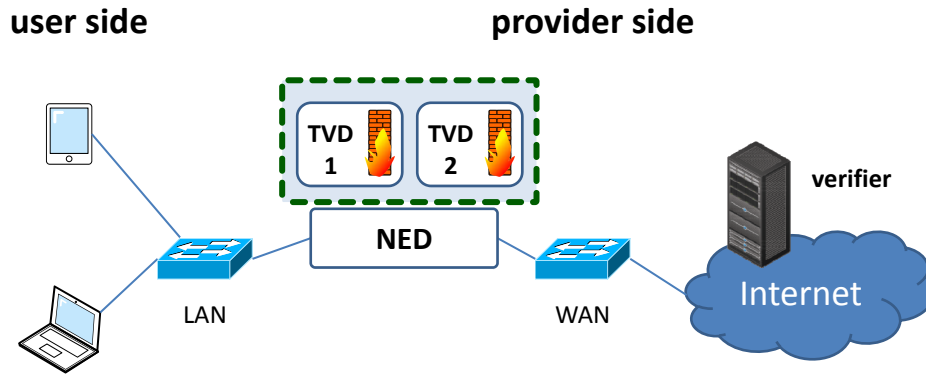 user side
provider side
TVD
1
TVD
2
verifier
NED
Internet
LAN
WAN